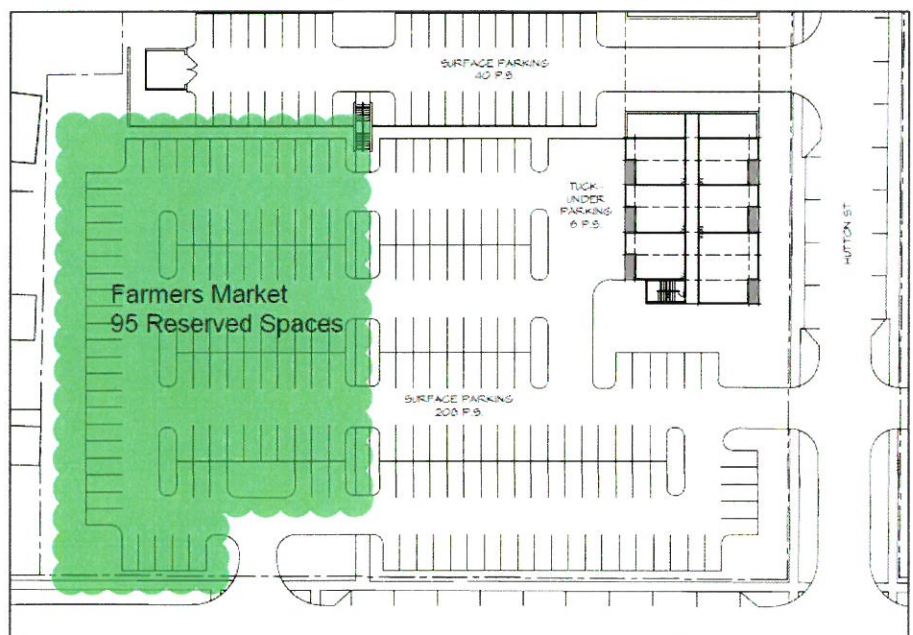 SURFACE PARKING
40 P.S.
TUCK-
UNDER
PARKING
6 P.S.
HUTTON ST
Farmers Market
95 Reserved Spaces
SURFACE PARKING
200 P.S.